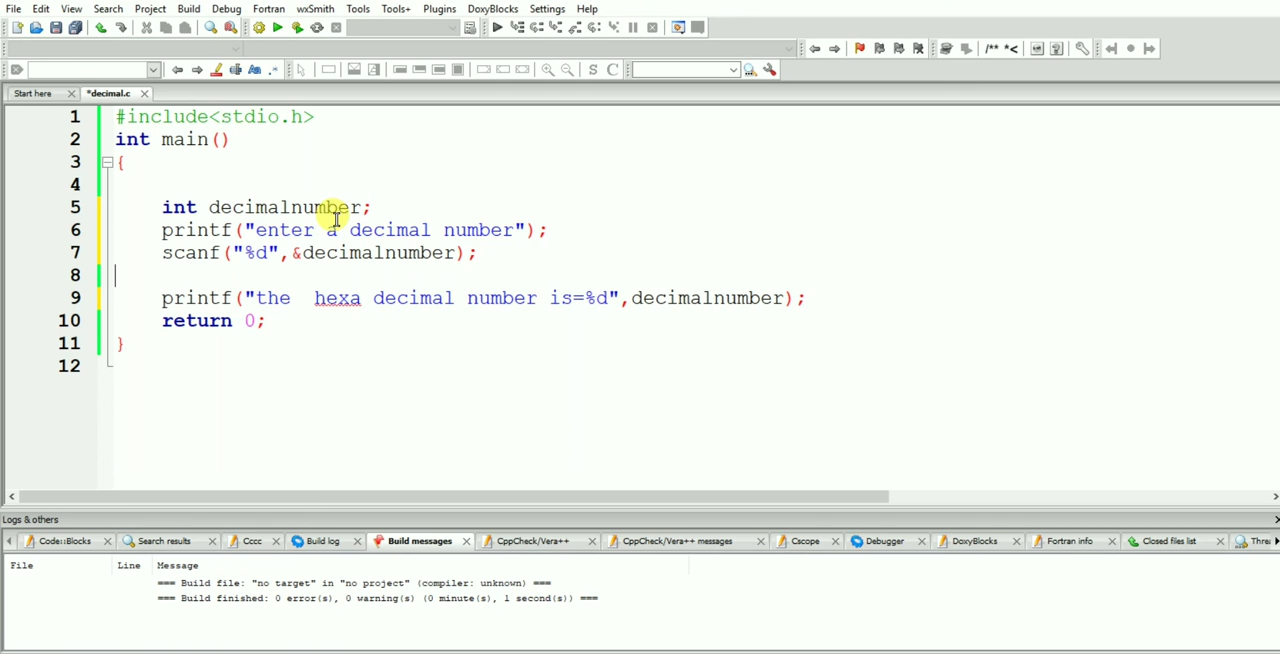 File Edit View Search Project Build Debug Fortran wxSmith Tools Tools+ Plugins DoxyBlocks Settings Help
/** *<
S C
Start here *decimal.c
1 #include<stdio.h>
2 int main()
3 {
4
5 int decimalnumber;
6 printf("enter a decimal number");
7 scanf("%d",&decimalnumber);
8
9 printf("the  hexa decimal number is=%d",decimalnumber);
10 return 0;
11 }
12
Logs & others
Code::Blocks Search results Cccc Build log Build messages CppCheck/Vera++ CppCheck/Vera++ messages Cscope Debugger DoxyBlocks Fortran info Closed files list Threa
File Line Message
=== Build file: "no target" in "no project" (compiler: unknown) ===
=== Build finished: 0 error(s), 0 warning(s) (0 minute(s), 1 second(s)) ===